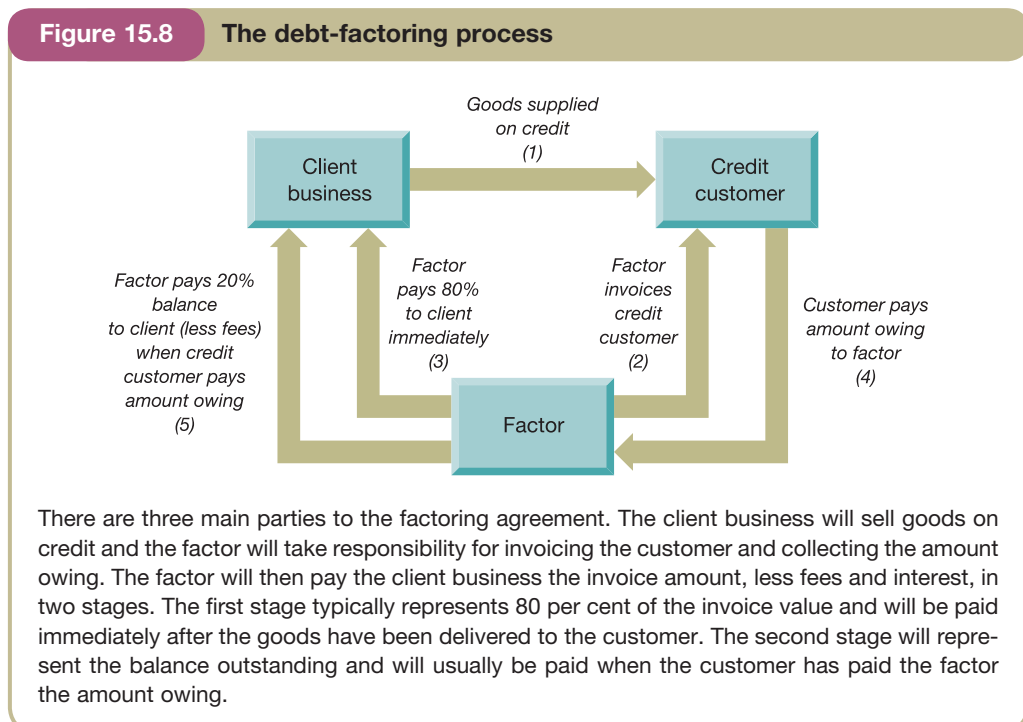 Figure 15.8 The debt-factoring process
Goods supplied
on credit
(1)
Client
business
Credit
customer
Factor pays 20%
balance
to client (less fees)
when credit
customer pays
amount owing
(5)
Factor
pays 80%
to client
immediately
(3)
Factor
invoices
credit
customer
(2)
Customer pays
amount owing
to factor
(4)
Factor
There are three main parties to the factoring agreement. The client business will sell goods on
credit and the factor will take responsibility for invoicing the customer and collecting the amount
owing. The factor will then pay the client business the invoice amount, less fees and interest, in
two stages. The first stage typically represents 80 per cent of the invoice value and will be paid
immediately after the goods have been delivered to the customer. The second stage will repre-
sent the balance outstanding and will usually be paid when the customer has paid the factor
the amount owing.